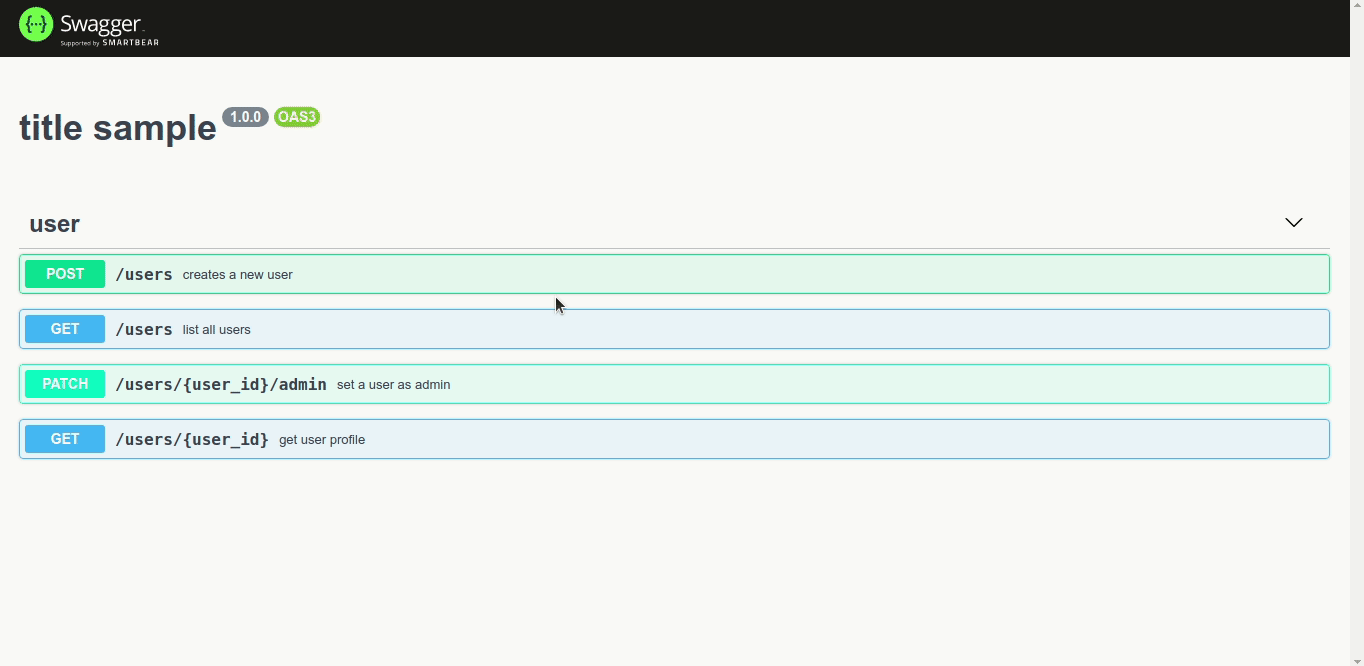 {···} Swagger
Supported by SMARTBEAR
title sample 1.0.0 OAS3
user
POST /users creates a new user
GET /users list all users
PATCH /users/{user_id}/admin set a user as admin
GET /users/{user_id} get user profile